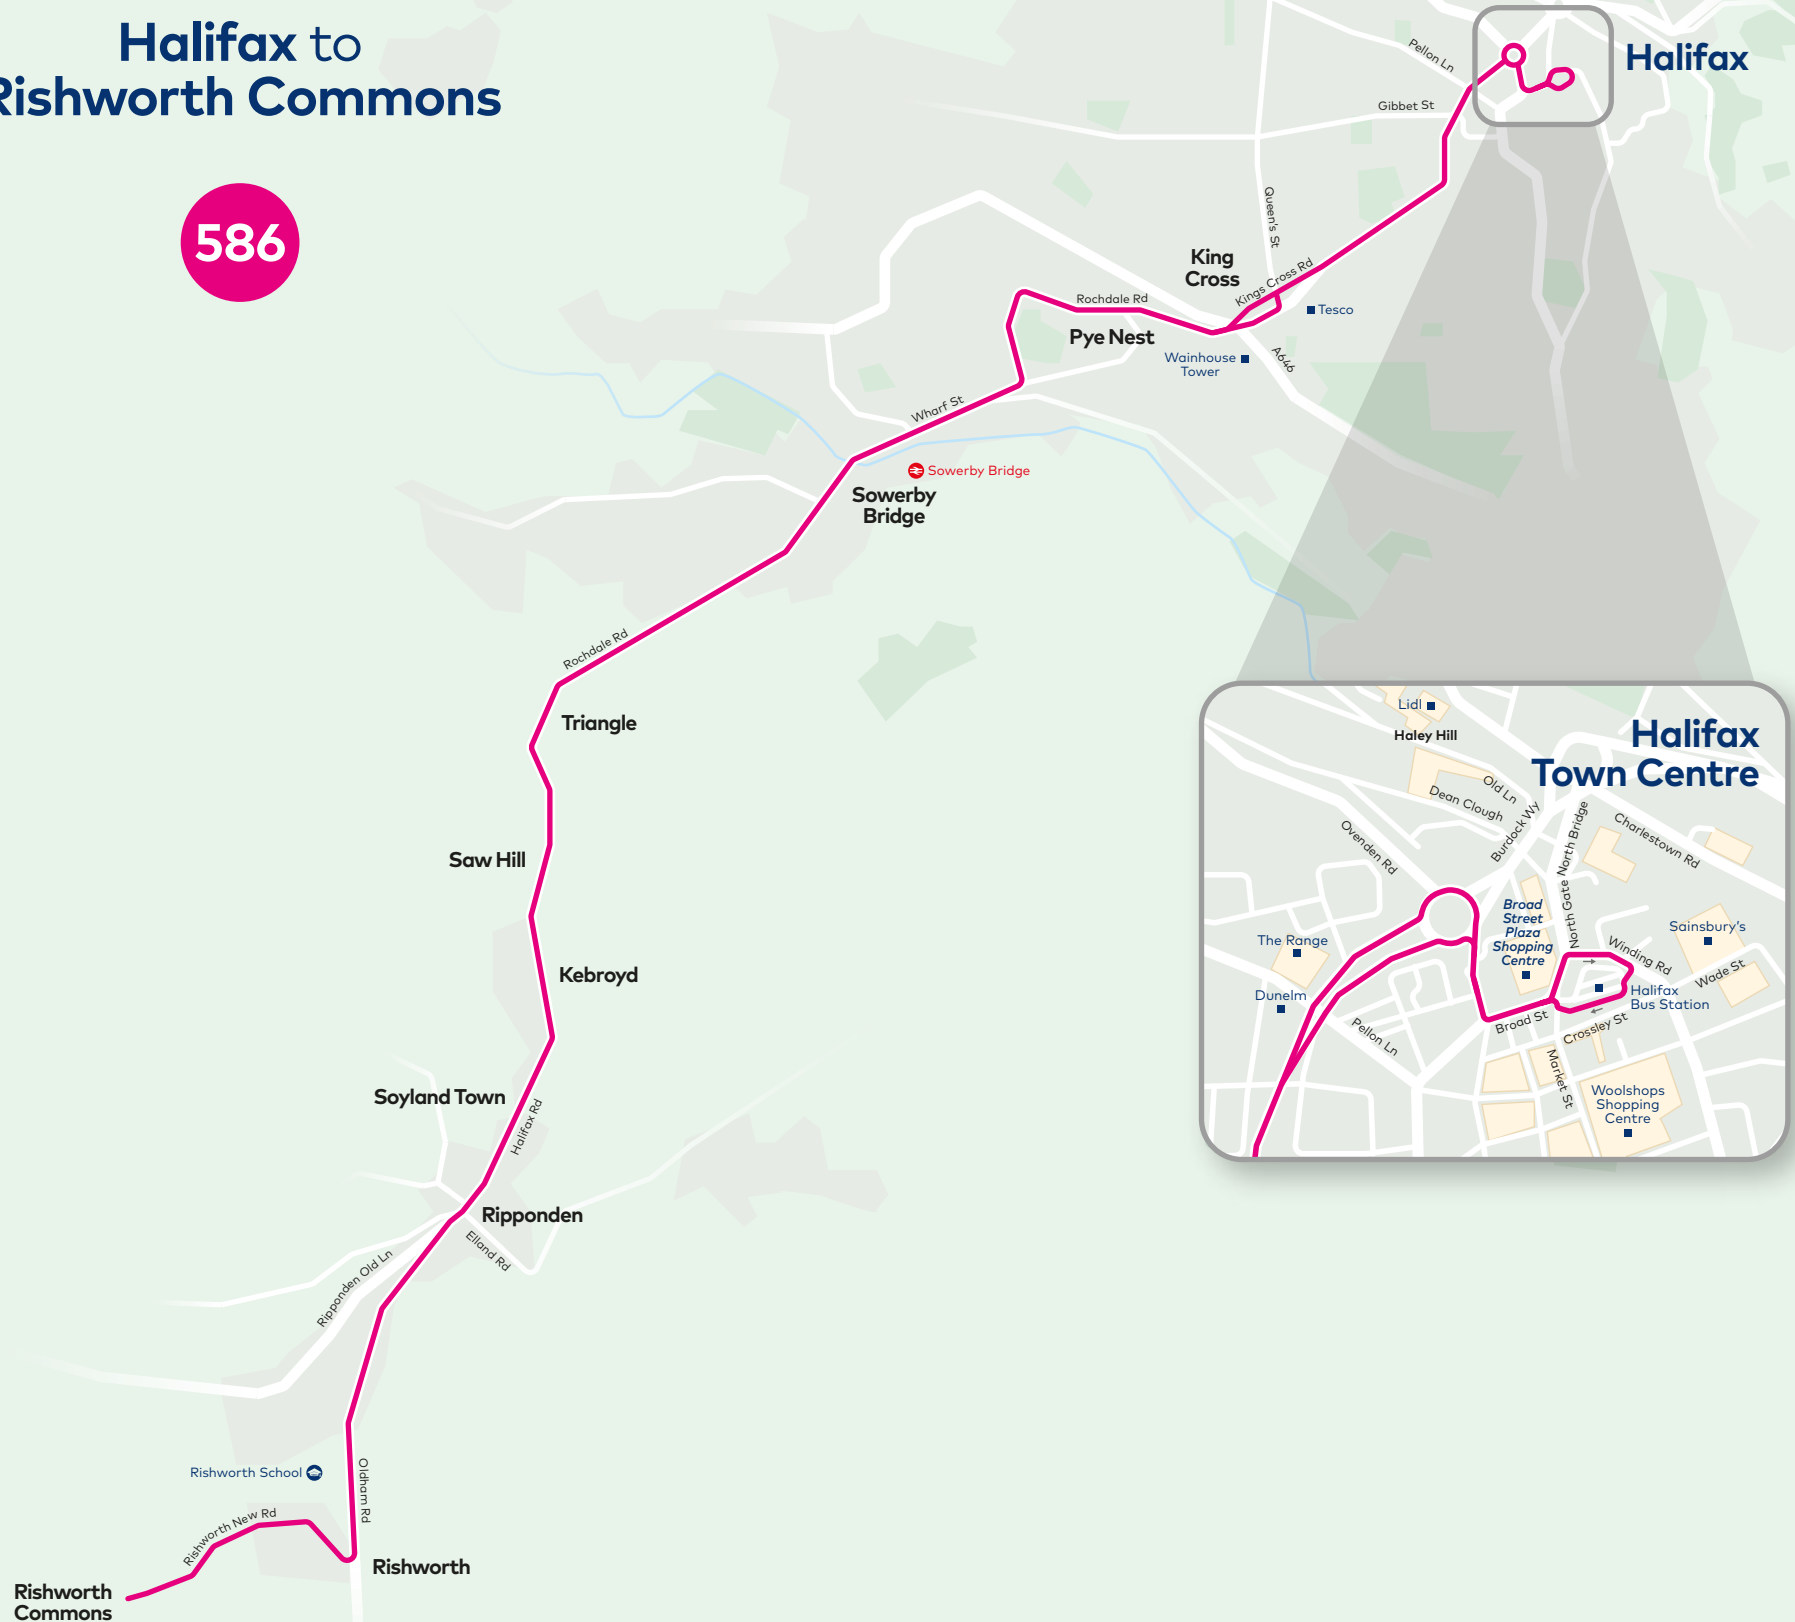 Halifax to
Rishworth Commons
586
Halifax
Pellon Ln
Gibbet St
Queen's St
King
Cross
Kings Cross Rd
Tesco
Rochdale Rd
Pye Nest
Wainhouse
Tower
A646
Wharf St
Sowerby Bridge
Sowerby
Bridge
Rochdale Rd
Triangle
Saw Hill
Kebroyd
Soyland Town
Halifax Rd
Ripponden
Elland Rd
Ripponden Old Ln
Rishworth School
Oldham Rd
Rishworth New Rd
Rishworth
Rishworth
Commons
Halifax
Town Centre
Lidl
Haley Hill
Old Ln
Dean Clough
Burdock Wy
North Bridge
Charlestown Rd
Ovenden Rd
North Gate
Broad
Street
Plaza
Shopping
Centre
Sainsbury's
The Range
Winding Rd
Wade St
Dunelm
Halifax
Bus Station
Broad St
Crossley St
Pellon Ln
Market St
Woolshops
Shopping
Centre